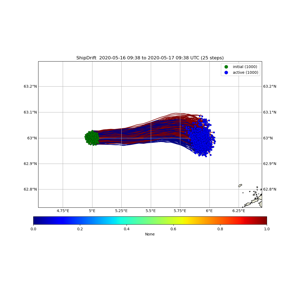 ShipDrift 2020-05-16 09:38 to 2020-05-17 09:38 UTC (25 steps)
initial (1000)
active (1000)
63.2°N 63.2°N
63.1°N 63.1°N
63°N 63°N
62.9°N 62.9°N
62.8°N 62.8°N
4.75°E 5°E 5.25°E 5.5°E 5.75°E 6°E 6.25°E
0.0 0.2 0.4 0.6 0.8 1.0
None